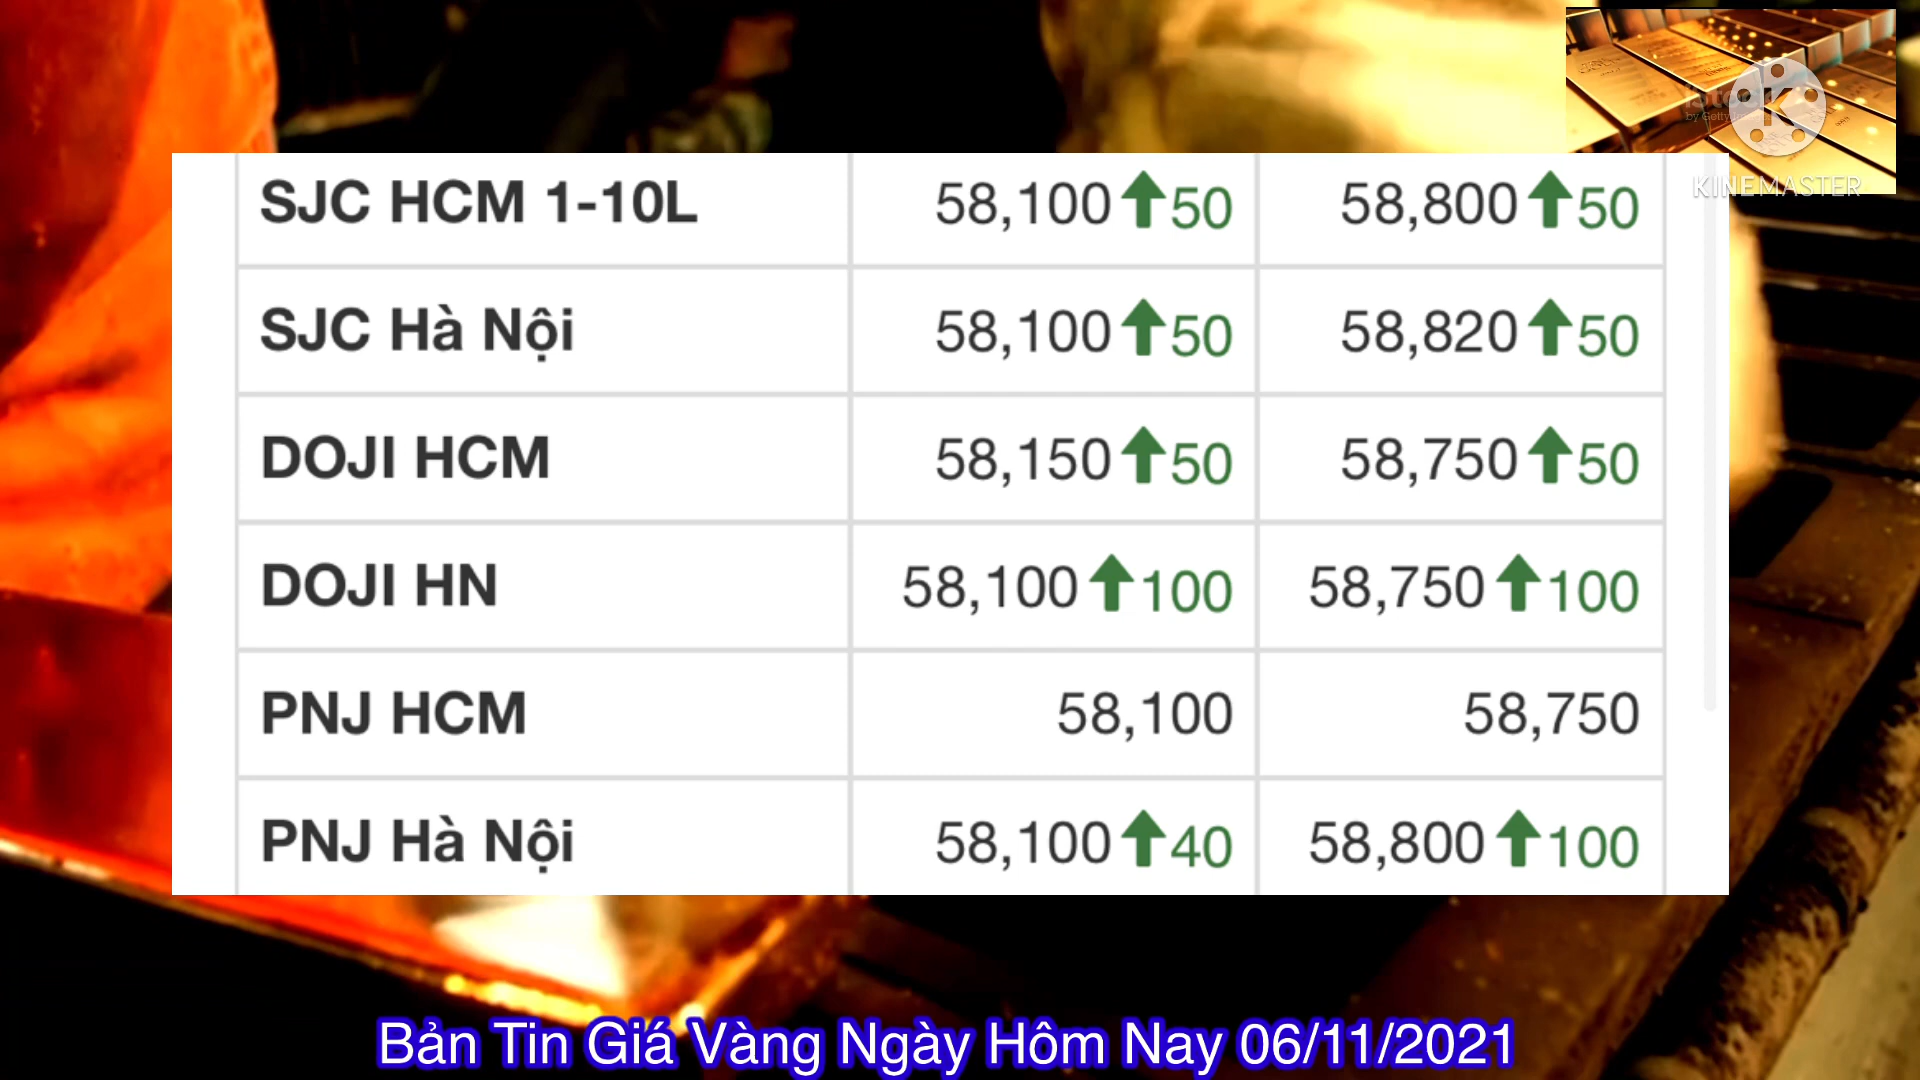 KINEMASTER
SJC HCM 1-10L 58,100 50 58,800 50
SJC Hà Nội 58,100 50 58,820 50
DOJI HCM 58,150 50 58,750 50
DOJI HN 58,100 100 58,750 100
PNJ HCM 58,100 58,750
PNJ Hà Nội 58,100 40 58,800 100
Bản Tin Giá Vàng Ngày Hôm Nay 06/11/2021